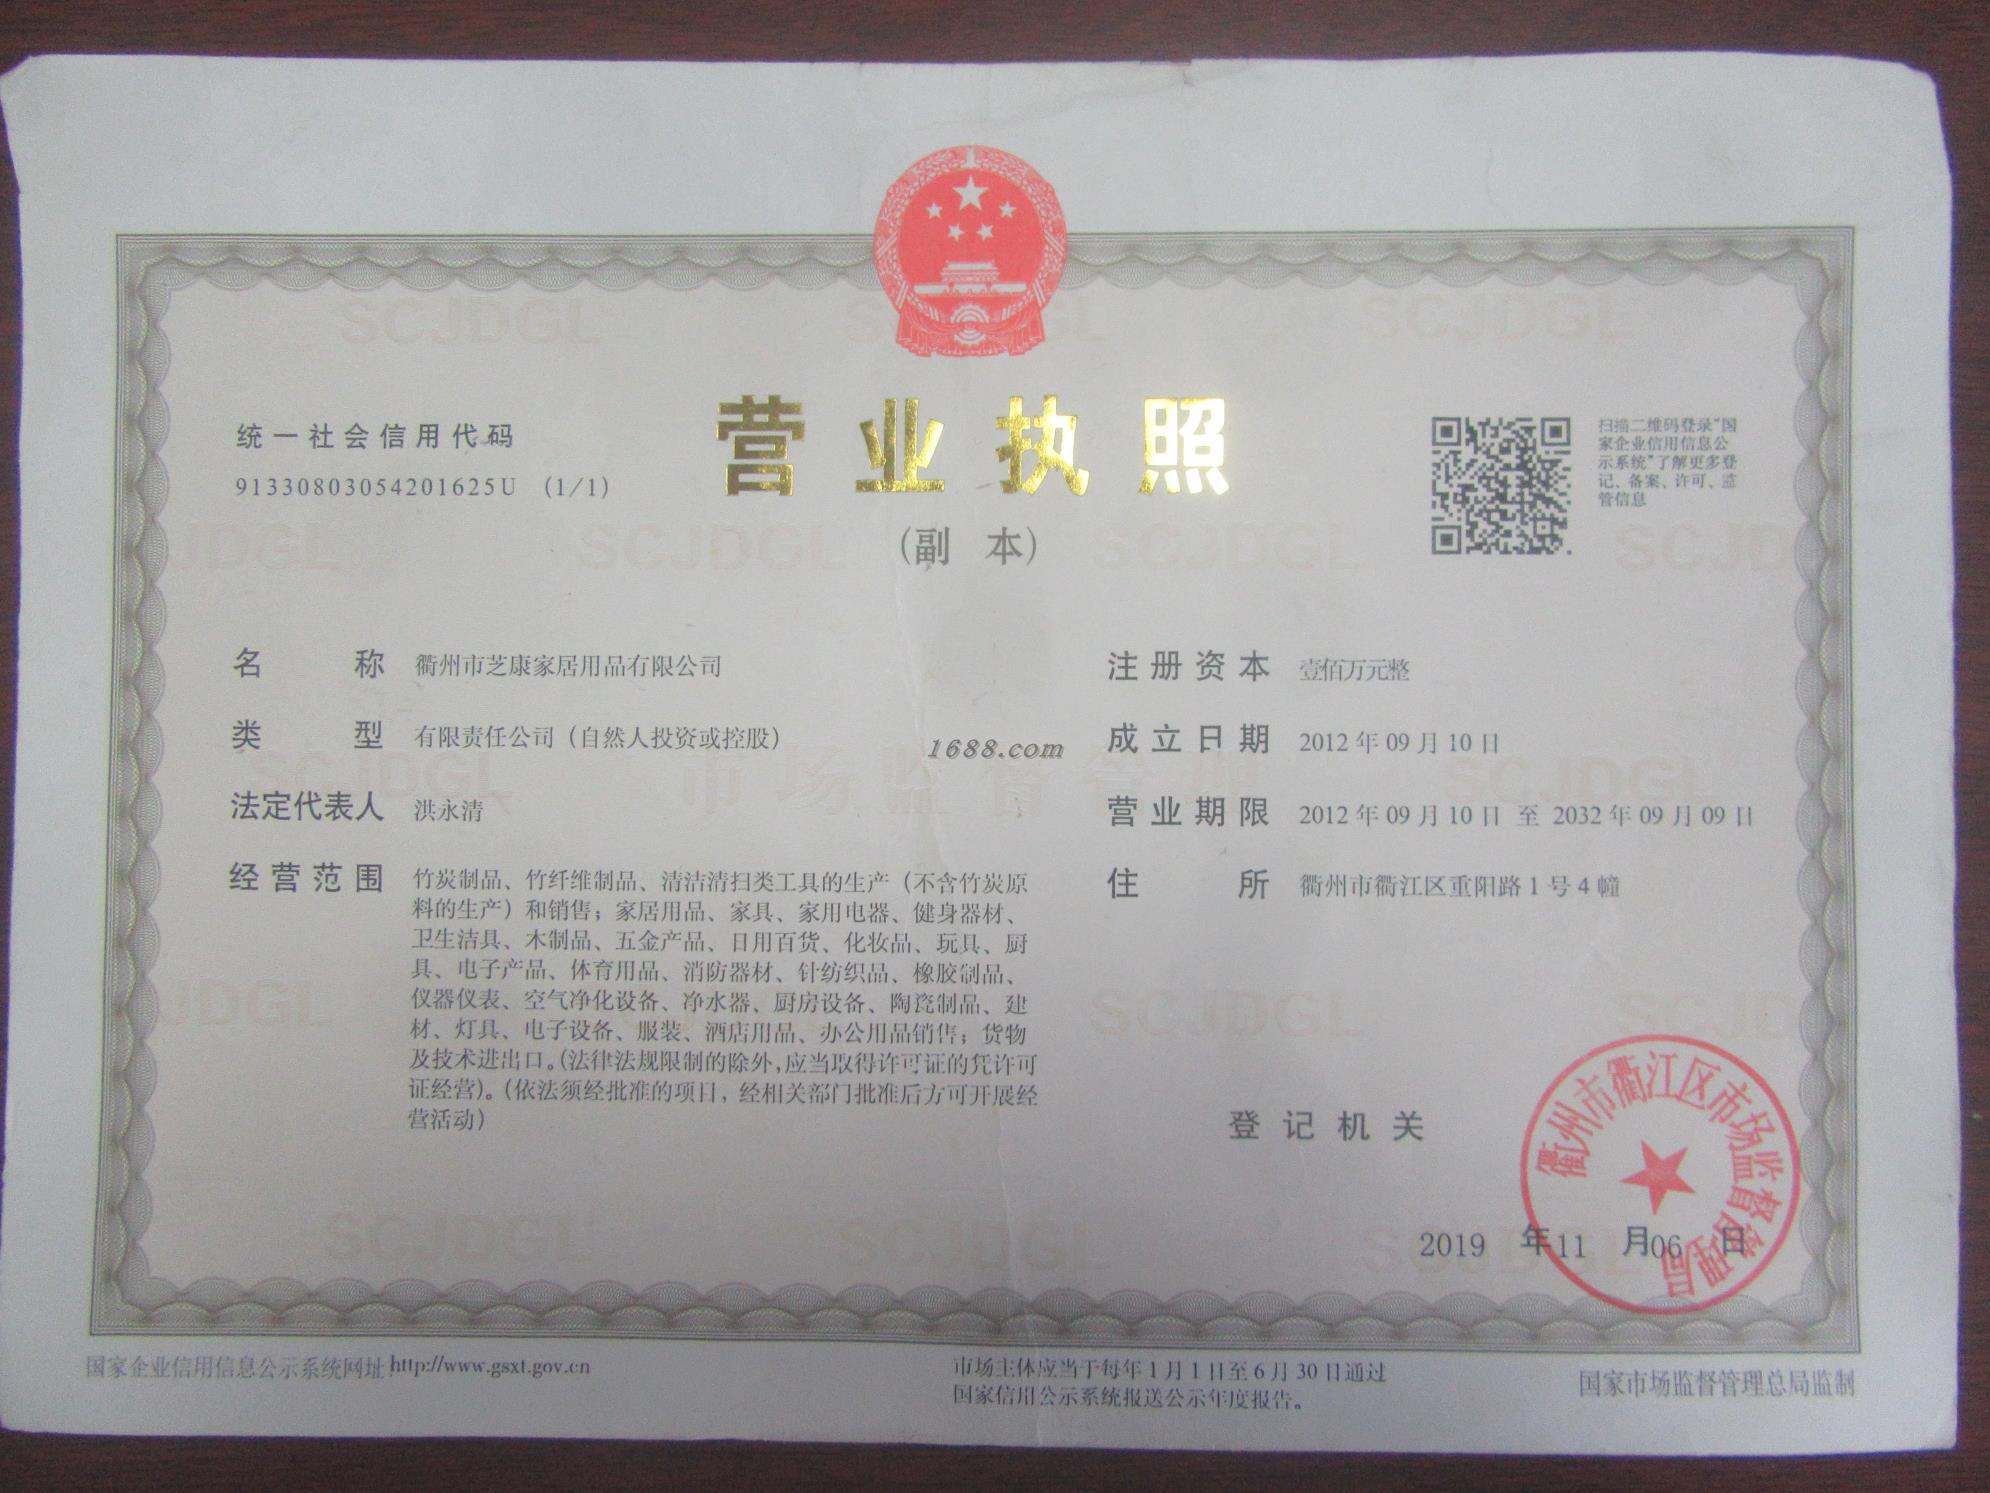 统一社会信用代码
91330803054201625U (1/1)
营业执照
(副 本)
扫描二维码登录“国
家企业信用信息公
示系统”了解更多登
记、备案、许可、监
管信息
名 称 衢州市芝康家居用品有限公司
类 型 有限责任公司（自然人投资或控股）
法定代表人 洪永清
经营范围 竹炭制品、竹纤维制品、清洁清扫类工具的生产（不含竹炭原
料的生产）和销售；家居用品、家具、家用电器、健身器材、
卫生洁具、木制品、五金产品、日用百货、化妆品、玩具、厨
具、电子产品、体育用品、消防器材、针纺织品、橡胶制品、
仪器仪表、空气净化设备、净水器、厨房设备、陶瓷制品、建
材、灯具、电子设备、服装、酒店用品、办公用品销售；货物
及技术进出口。（法律法规限制的除外，应当取得许可证的凭许可
证经营）。（依法须经批准的项目，经相关部门批准后方可开展经
营活动）
1688.com
注册资本 壹佰万元整
成立日期 2012年09月10日
营业期限 2012年09月10日 至 2032年09月09日
住 所 衢州市衢江区重阳路1号4幢
登记机关
衢州市衢江区市场监督管理局
2019 年 11 月 06 日
国家企业信用信息公示系统网址:http://www.gsxt.gov.cn
市场主体应当于每年1月1日至6月30日通过
国家信用公示系统报送公示年度报告。
国家市场监督管理总局监制